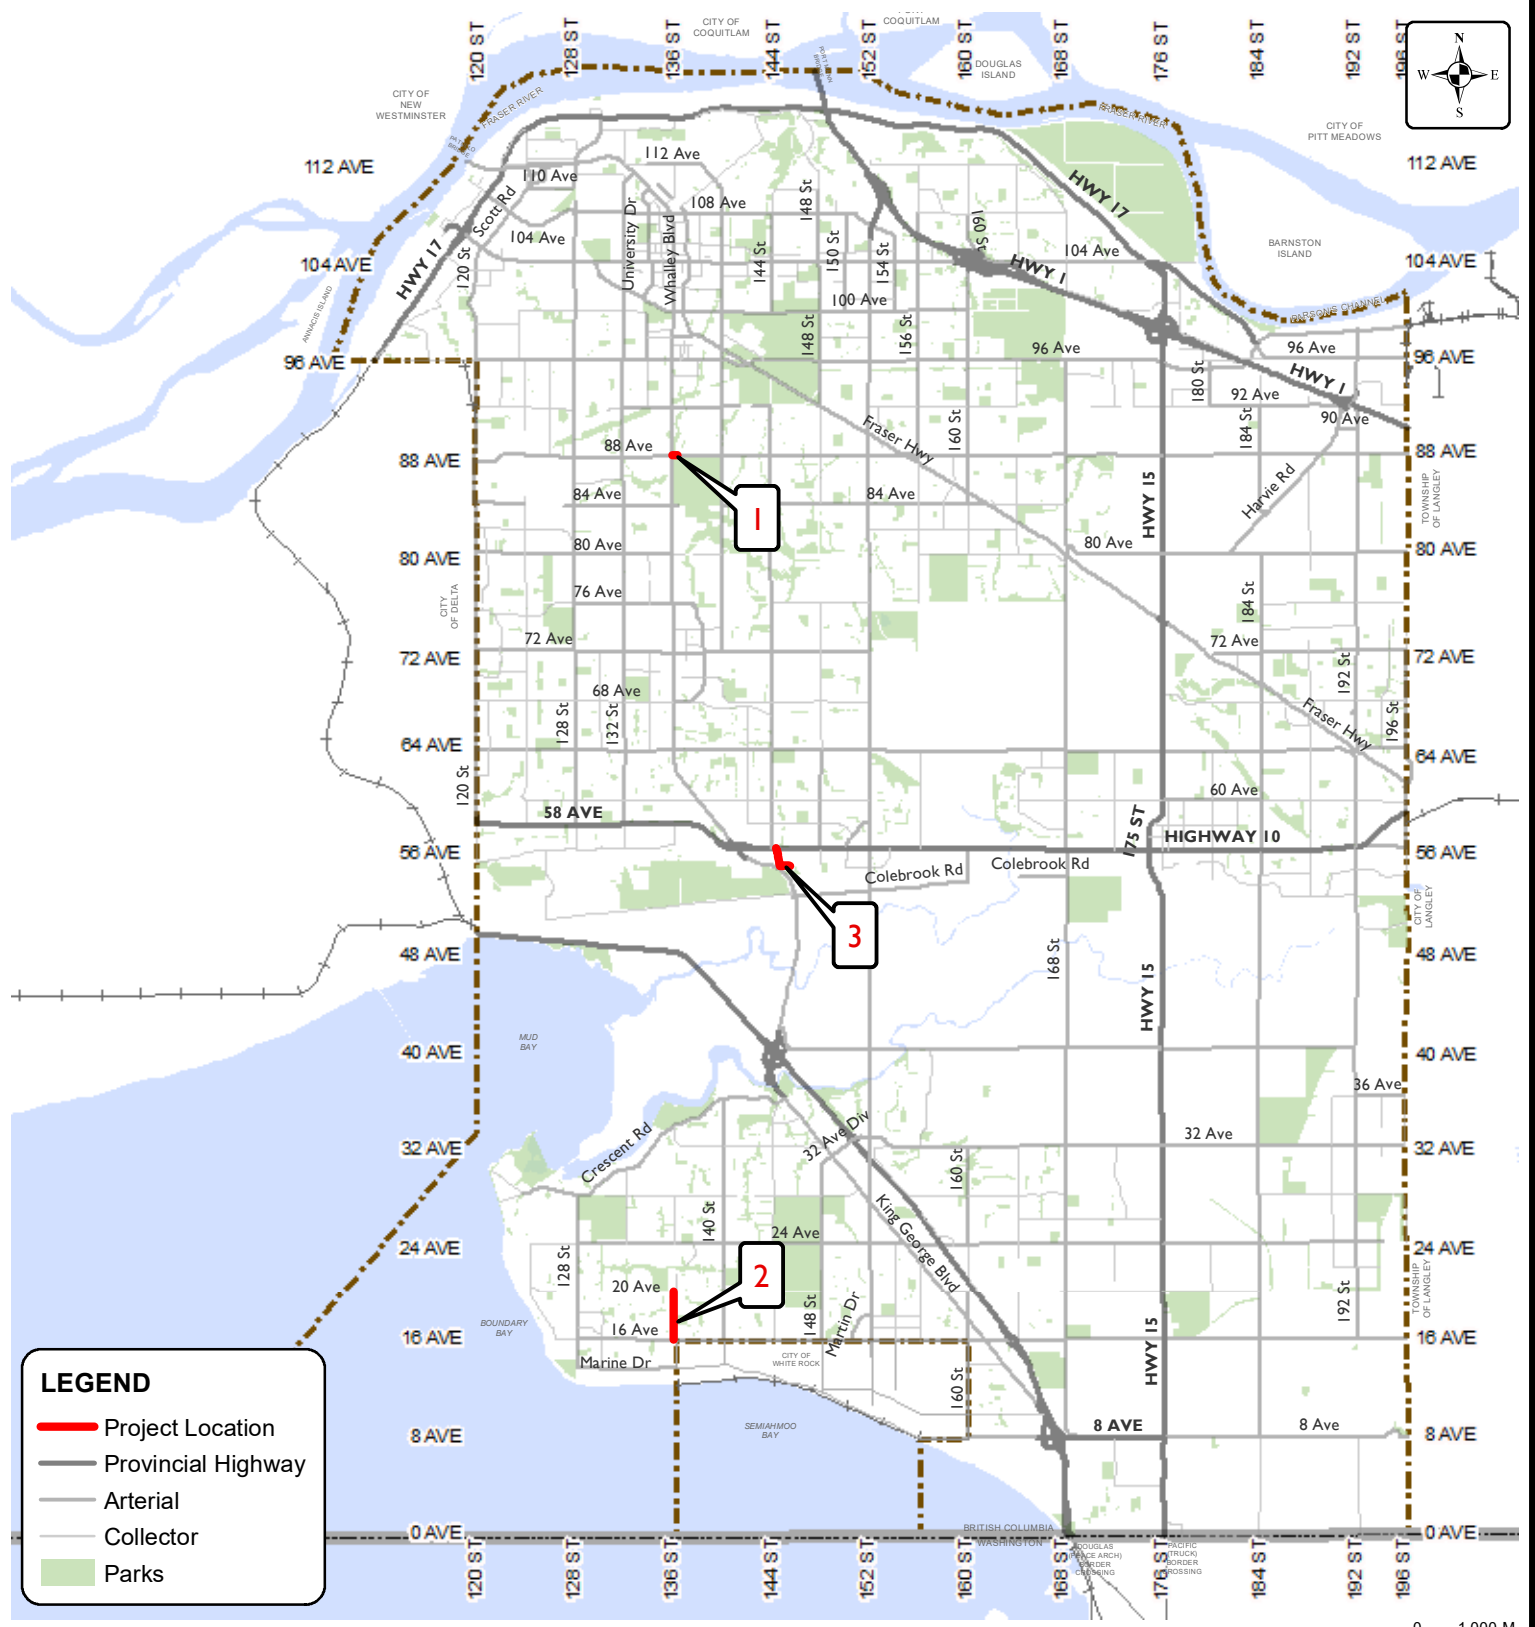 CITY OF
COQUITLAM
COQUITLAM
120 ST
128 ST
136 ST
144 ST
152 ST
160 ST
168 ST
176 ST
184 ST
192 ST
196 ST
N
W
E
S
DOUGLAS
ISLAND
CITY OF
NEW
WESTMINSTER
FRASER RIVER
FRASER RIVER
CITY OF
PITT MEADOWS
112 AVE
112 Ave
112 AVE
110 Ave
HWY 17
Scott Rd
108 Ave
148 St
University Dr
Whalley Blvd
160 St
104 Ave
144 St
150 St
154 St
104 Ave
BARNSTON
ISLAND
104 AVE
HWY 17
120 St
HWY 1
104 AVE
ANNACIS ISLAND
100 Ave
PARSON'S CHANNEL
148 St
156 St
96 AVE
96 Ave
96 Ave
96 AVE
HWY 1
180 St
92 Ave
90 Ave
160 St
184 St
Fraser Hwy
88 AVE
88 Ave
88 AVE
84 Ave
1
84 Ave
HWY 15
Harvie Rd
TOWNSHIP
OF LANGLEY
80 AVE
80 Ave
80 Ave
80 AVE
CITY
OF DELTA
76 Ave
184 St
72 AVE
72 Ave
72 Ave
72 AVE
68 Ave
192 St
128 St
132 St
Fraser Hwy
196 St
64 AVE
64 AVE
120 St
60 Ave
58 AVE
175 ST
HIGHWAY 10
56 AVE
56 AVE
Colebrook Rd
Colebrook Rd
3
CITY OF
LANGLEY
48 AVE
168 St
48 AVE
HWY 15
MUD
BAY
40 AVE
40 AVE
36 Ave
32 AVE
Crescent Rd
32 Ave Div
32 Ave
32 AVE
160 St
140 St
King George Blvd
24 AVE
128 St
24 Ave
24 AVE
20 Ave
2
192 St
TOWNSHIP
OF LANGLEY
BOUNDARY
BAY
148 St
Martin Dr
16 AVE
16 Ave
16 AVE
Marine Dr
CITY OF
WHITE ROCK
HWY 15
160 St
SEMIAHMOO
BAY
8 AVE
8 AVE
8 Ave
8 AVE
LEGEND
Project Location
Provincial Highway
Arterial
Collector
Parks
0 AVE
BRITISH COLUMBIA
WASHINGTON
0 AVE
DOUGLAS
(PEACE ARCH)
BORDER
CROSSING
PACIFIC
(TRUCK)
BORDER
CROSSING
120 ST
128 ST
136 ST
144 ST
152 ST
160 ST
168 ST
176 ST
184 ST
192 ST
196 ST